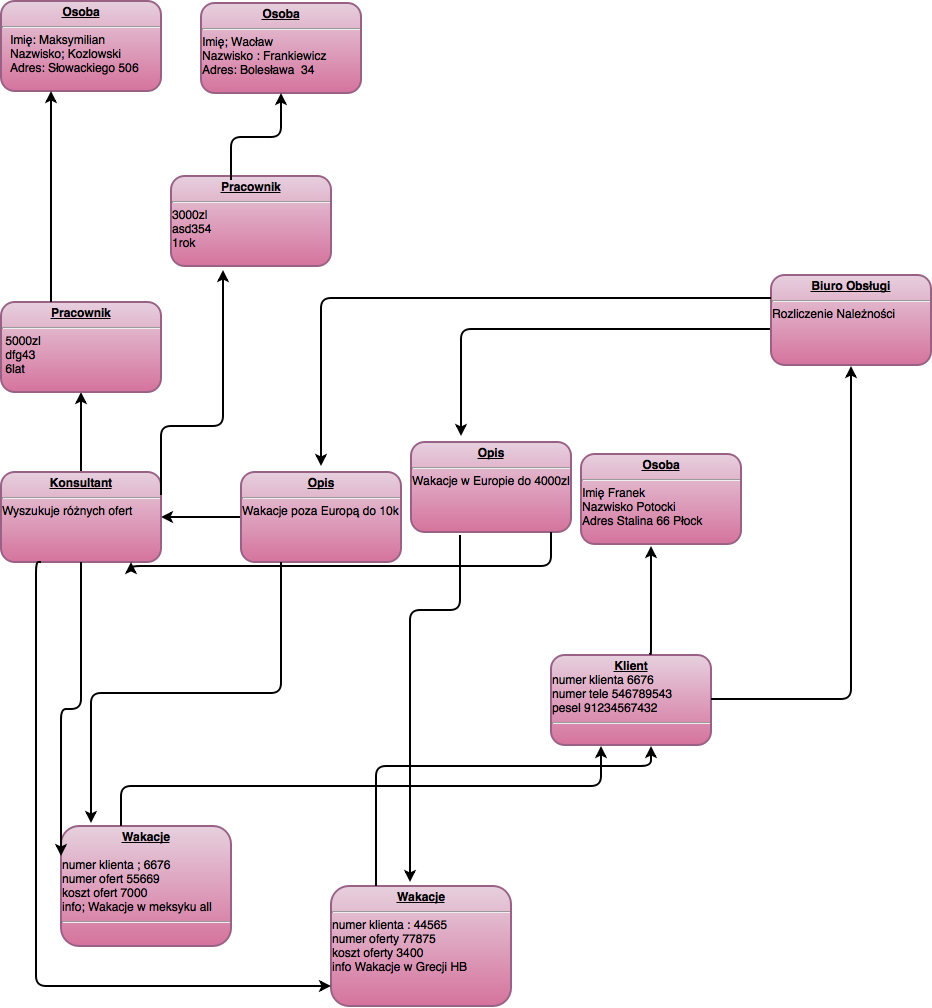 Osoba
Imię: Maksymilian
Nazwisko; Kozlowski
Adres: Słowackiego 506
Osoba
Imię; Wacław
Nazwisko : Frankiewicz
Adres: Bolesława  34
Pracownik
3000zl
asd354
1rok
Biuro Obsługi
Rozliczenie Należności
Pracownik
5000zl
dfg43
6lat
Konsultant
Wyszukuje różnych ofert
Opis
Wakacje poza Europą do 10k
Opis
Wakacje w Europie do 4000zl
Osoba
Imię Franek
Nazwisko Potocki
Adres Stalina 66 Płock
Klient
numer klienta 6676
numer tele 546789543
pesel 91234567432
Wakacje
numer klienta ; 6676
numer ofert 55669
koszt ofert 7000
info; Wakacje w meksyku all
Wakacje
numer klienta : 44565
numer oferty 77875
koszt oferty 3400
info Wakacje w Grecji HB